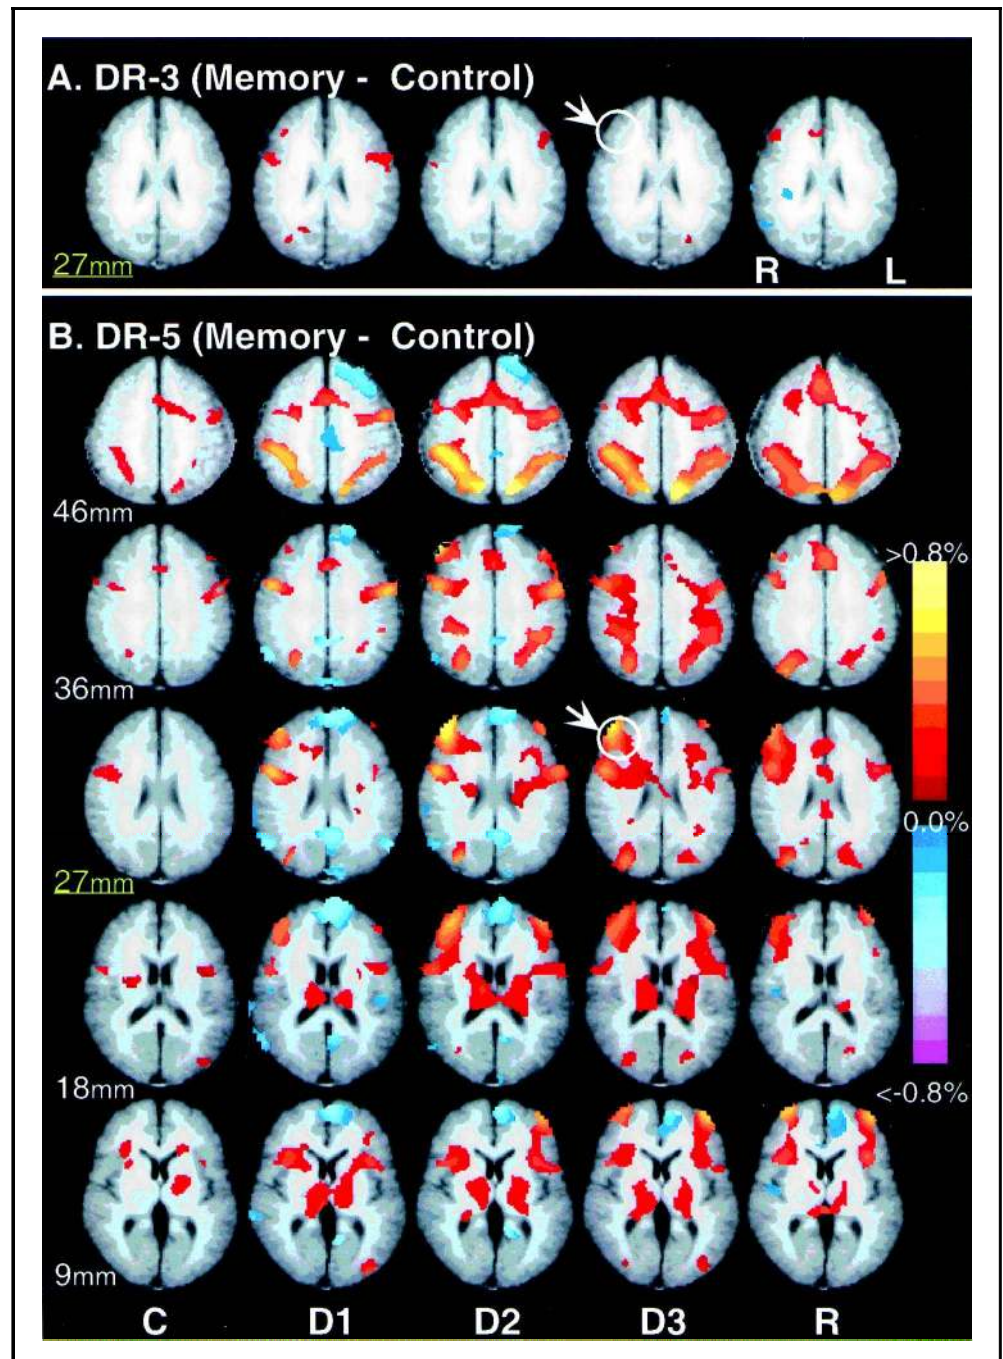 A. DR-3 (Memory - Control)
27mm
R L
B. DR-5 (Memory - Control)
46mm
36mm
>0.8%
0.0%
27mm
18mm
<-0.8%
9mm
C D1 D2 D3 R